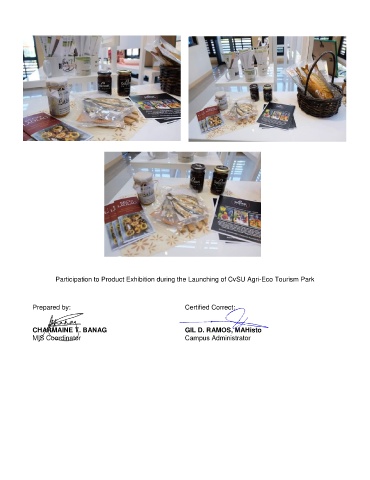 Participation to Product Exhibition during the Launching of CvSU Agri-Eco Tourism Park
Prepared by:
Certified Correct:
CHARMAINE T. BANAG
GIL D. RAMOS, MAHisto
MIS Coordinator
Campus Administrator